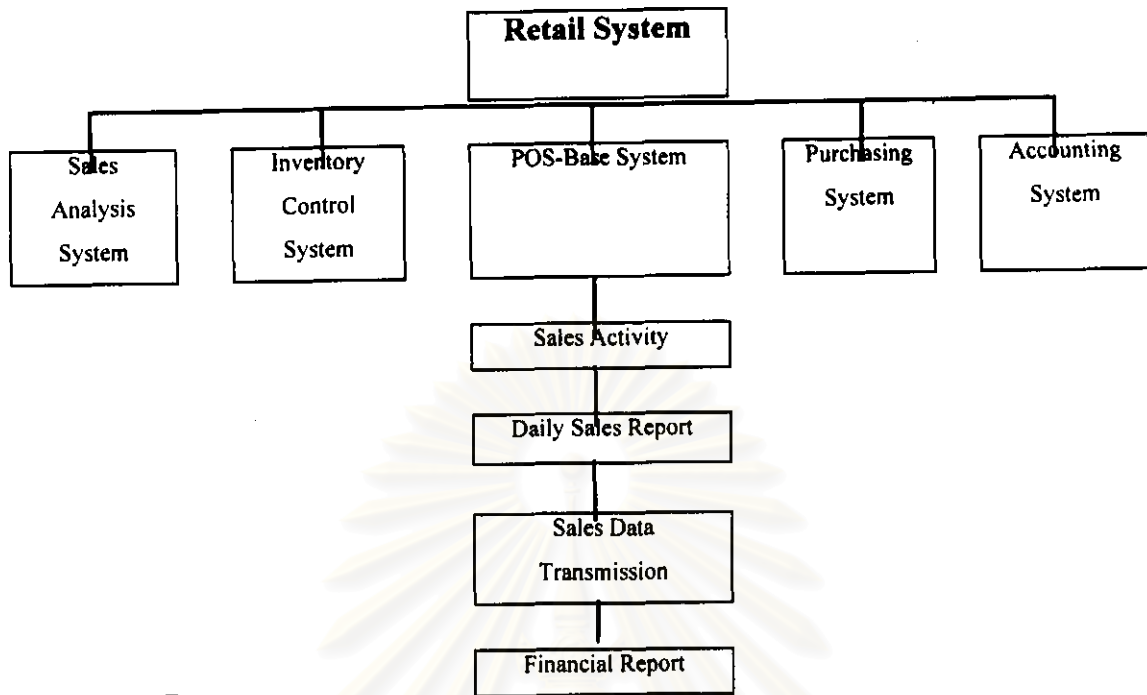 Retail System
Sales
Analysis
System
Inventory
Control
System
POS-Base System
Purchasing
System
Accounting
System
Sales Activity
Daily Sales Report
Sales Data
Transmission
Financial Report